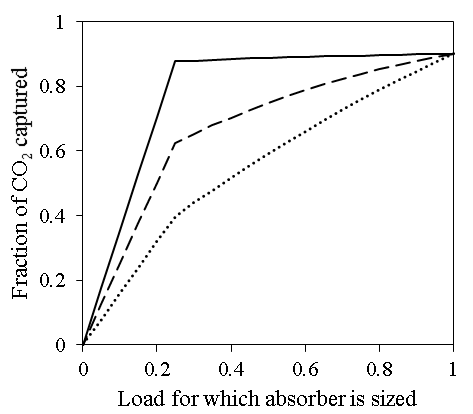 1
0.8
0.6
0.4
0.2
0
Fraction of CO₂ captured
0 0.2 0.4 0.6 0.8 1
Load for which absorber is sized